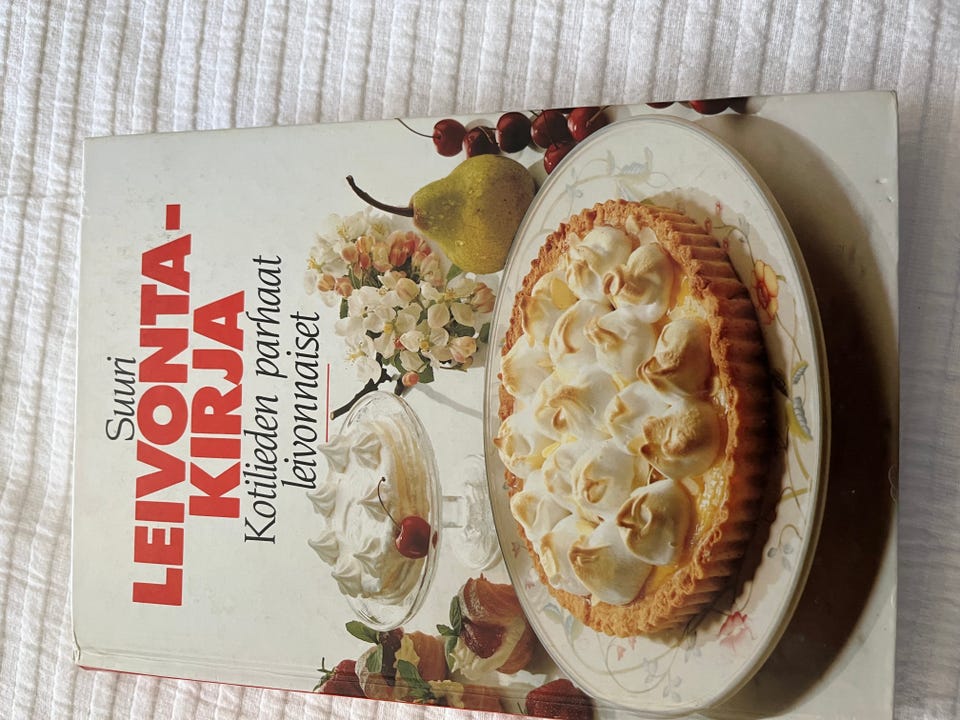 Suuri
LEIVONTA-
KIRJA
Kotilieden parhaat
leivonnaiset